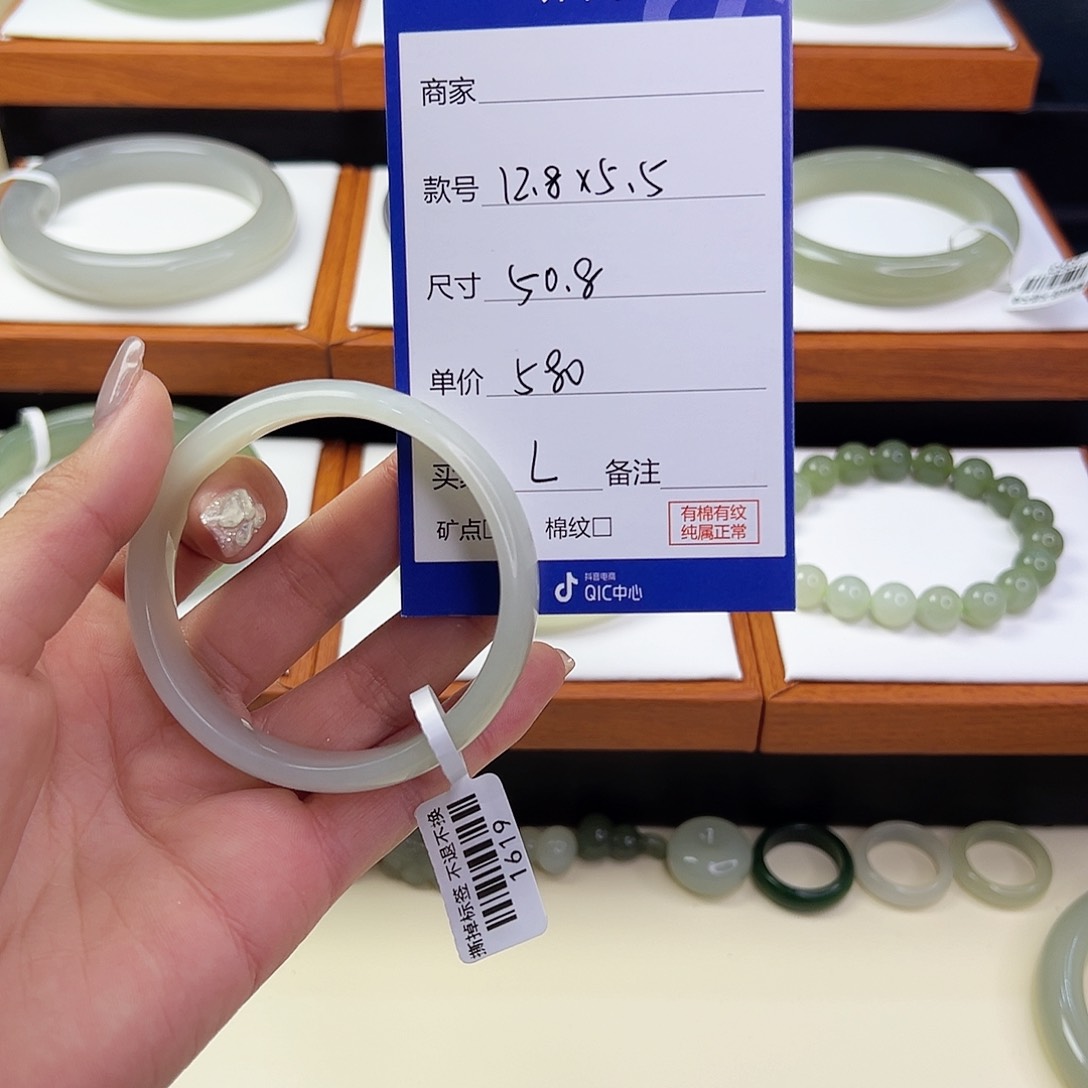 商家
款号 12.8×5.5
尺寸 50.8
单价 580
L 备注
矿点□ 棉纹□
有棉有纹
纯属正常
抖音电商
QIC中心
撕掉标签 不退不换
1619